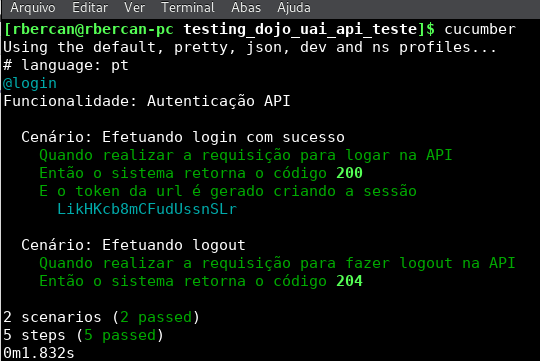 Arquivo Editar Ver Terminal Abas Ajuda
[rbercan@rbercan-pc testing_dojo_uai_api_teste]$ cucumber
Using the default, pretty, json, dev and ns profiles...
# language: pt
@login
Funcionalidade: Autenticação API
Cenário: Efetuando login com sucesso
Quando realizar a requisição para logar na API
Então o sistema retorna o código 200
E o token da url é gerado criando a sessão
LikHKcb8mCFudUssnSLr
Cenário: Efetuando logout
Quando realizar a requisição para fazer logout na API
Então o sistema retorna o código 204
2 scenarios (2 passed)
5 steps (5 passed)
0m1.832s